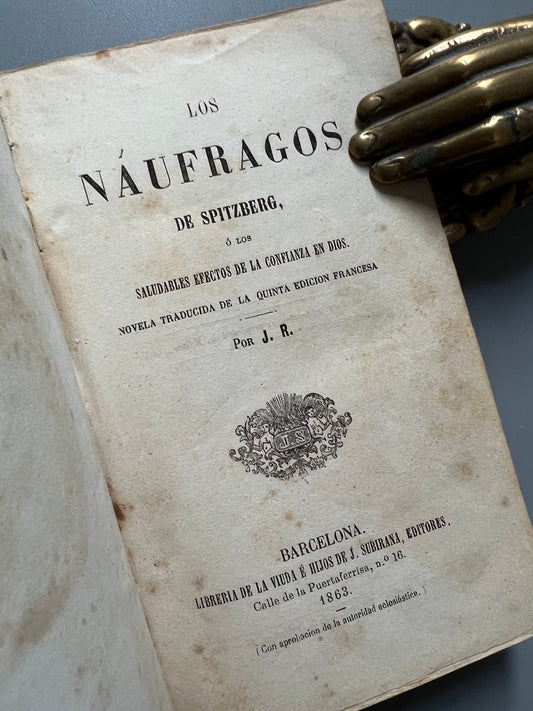 LOS
NÁUFRAGOS
DE SPITZBERG,
ó LOS
SALUDABLES EFECTOS DE LA CONFIANZA EN DIOS.
NOVELA TRADUCIDA DE LA QUINTA EDICION FRANCESA
POR J. R.
J. S.
BARCELONA.
LIBRERIA DE LA VIUDA É HIJOS DE J. SUBIRANA, EDITORES,
Calle de la Puertaferrisa, n.º 16.
1863.
(Con aprobacion de la autoridad eclesiástica.)